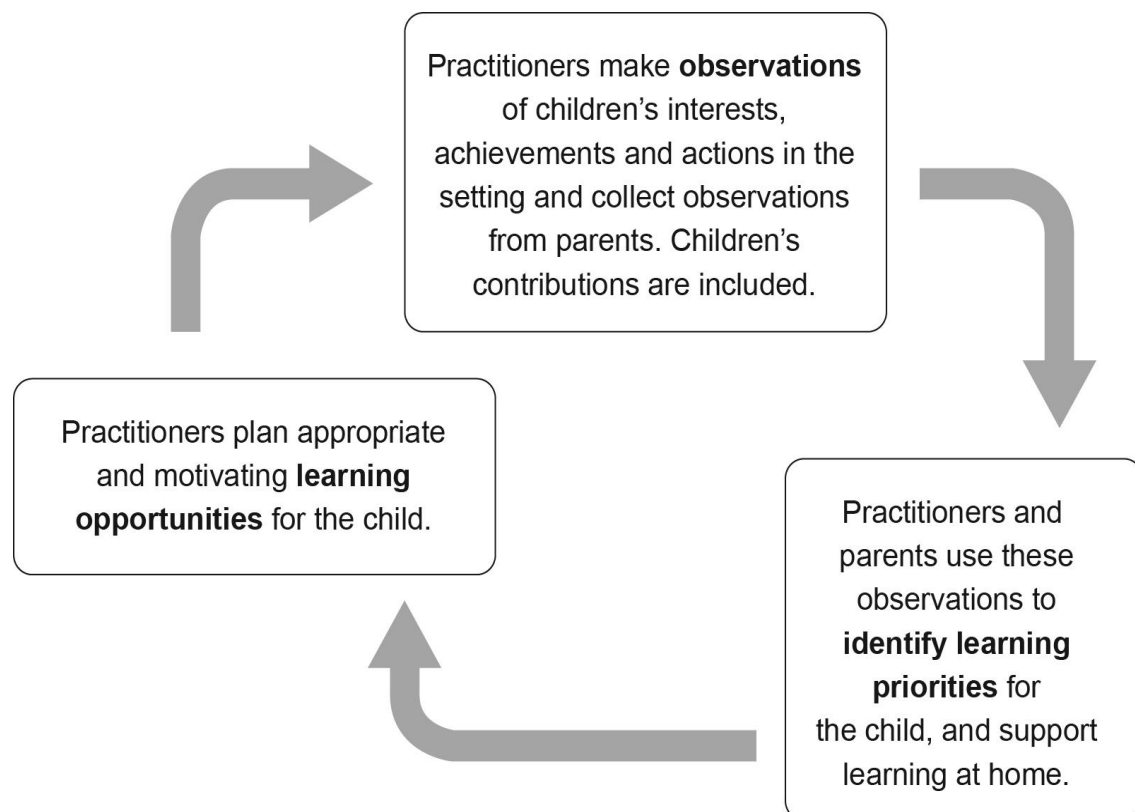 Practitioners make observations
of children’s interests,
achievements and actions in the
setting and collect observations
from parents. Children’s
contributions are included.
Practitioners and
parents use these
observations to
identify learning
priorities for
the child, and support
learning at home.
Practitioners plan appropriate
and motivating learning
opportunities for the child.